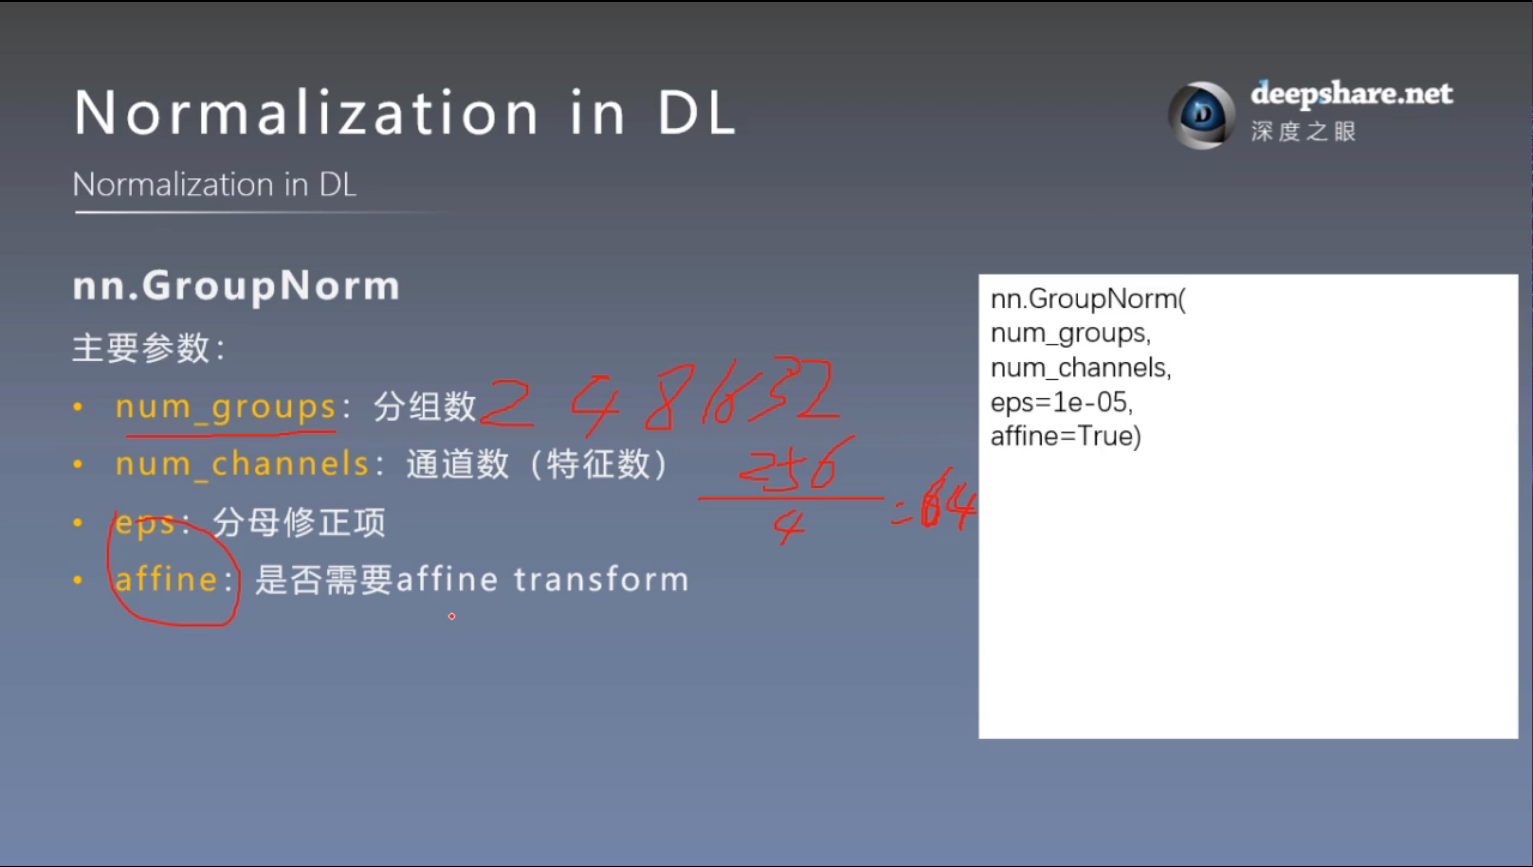 Normalization in DL
deepshare.net
深度之眼
Normalization in DL
nn.GroupNorm
主要参数：
• num_groups：分组数 2 4 8 16 32
• num_channels：通道数（特征数）
256
4
=64
• eps：分母修正项
• affine：是否需要affine transform
nn.GroupNorm(
num_groups,
num_channels,
eps=1e-05,
affine=True)